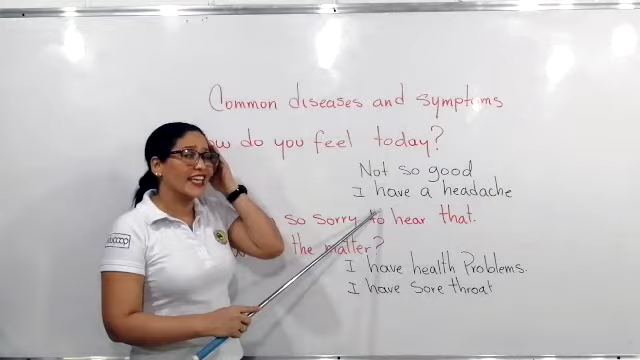 Common diseases and symptoms
do you feel today?
Not so good
I have a headache
so sorry to hear that.
the matter?
I have health Problems.
I have sore throat